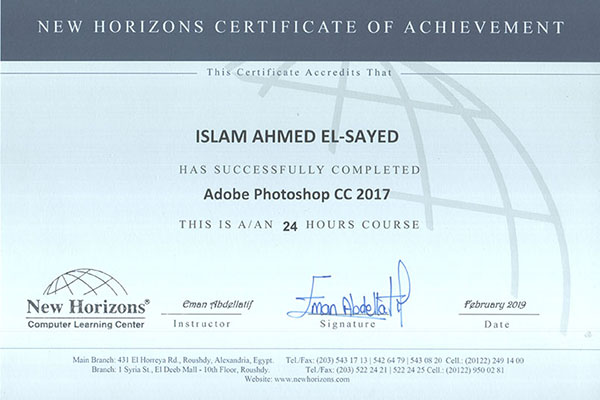 NEW HORIZONS CERTIFICATE OF ACHIEVEMENT
This Certificate Accredits That
ISLAM AHMED EL-SAYED
HAS SUCCESSFULLY COMPLETED
Adobe Photoshop CC 2017
THIS IS A/AN 24 HOURS COURSE
New Horizons®
Computer Learning Center
Eman Abdellatif
Instructor
Eman Abdellatif
Signature
February 2019
Date
Main Branch: 431 El Horreya Rd., Roushdy, Alexandria, Egypt. Tel./Fax: (203) 543 17 13 | 542 64 79 | 543 08 20 Cell.: (20122) 249 14 00
Branch: 1 Syria St., El Deeb Mall - 10th Floor, Roushdy. Tel./Fax: (203) 522 24 21 | 522 24 25 Cell.: (20122) 950 02 81
Website: www.newhorizons.com